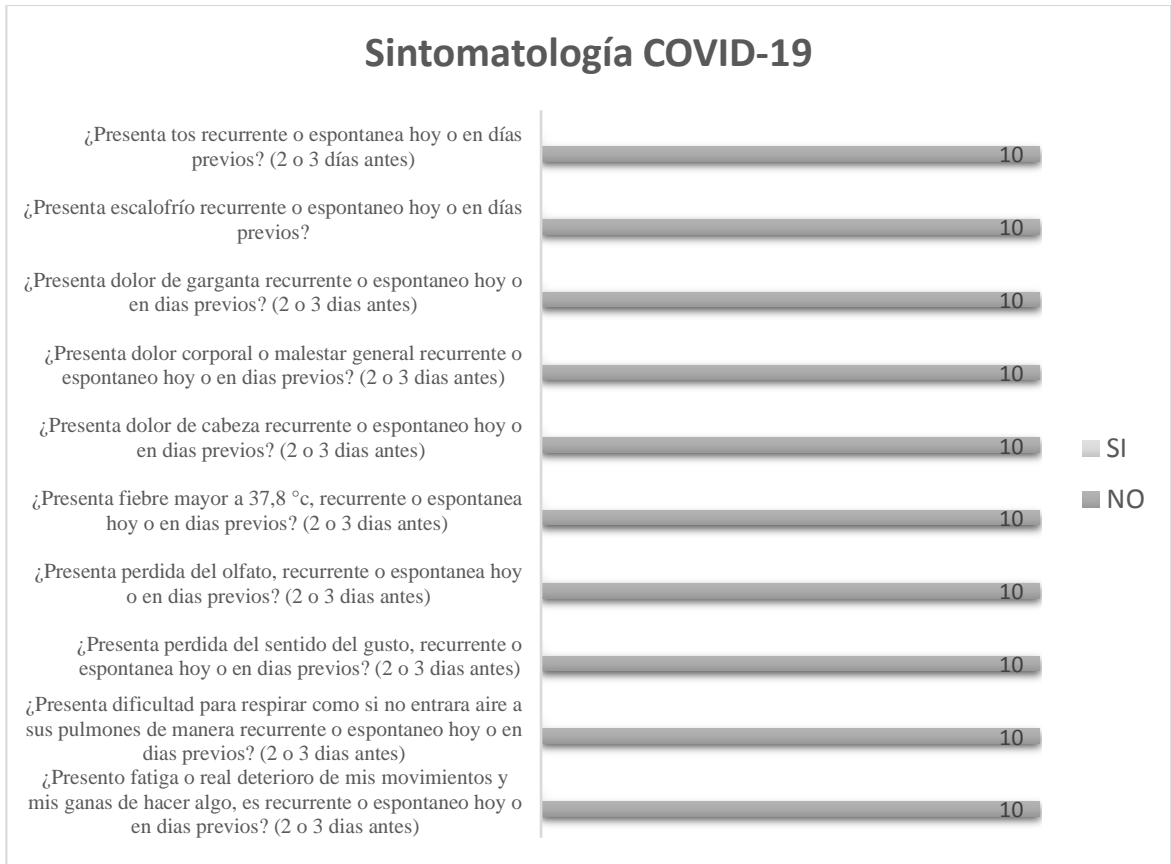 Sintomatología COVID-19
¿Presenta tos recurrente o espontanea hoy o en días
previos? (2 o 3 días antes)
10
¿Presenta escalofrío recurrente o espontaneo hoy o en días
previos?
10
¿Presenta dolor de garganta recurrente o espontaneo hoy o
en dias previos? (2 o 3 dias antes)
10
¿Presenta dolor corporal o malestar general recurrente o
espontaneo hoy o en dias previos? (2 o 3 dias antes)
10
¿Presenta dolor de cabeza recurrente o espontaneo hoy o
en dias previos? (2 o 3 dias antes)
10
¿Presenta fiebre mayor a 37,8 °c, recurrente o espontanea
hoy o en dias previos? (2 o 3 dias antes)
10
¿Presenta perdida del olfato, recurrente o espontanea hoy
o en dias previos? (2 o 3 dias antes)
10
¿Presenta perdida del sentido del gusto, recurrente o
espontanea hoy o en dias previos? (2 o 3 dias antes)
10
¿Presenta dificultad para respirar como si no entrara aire a
sus pulmones de manera recurrente o espontaneo hoy o en
dias previos? (2 o 3 dias antes)
10
¿Presento fatiga o real deterioro de mis movimientos y
mis ganas de hacer algo, es recurrente o espontaneo hoy o
en dias previos? (2 o 3 dias antes)
10
SI
NO